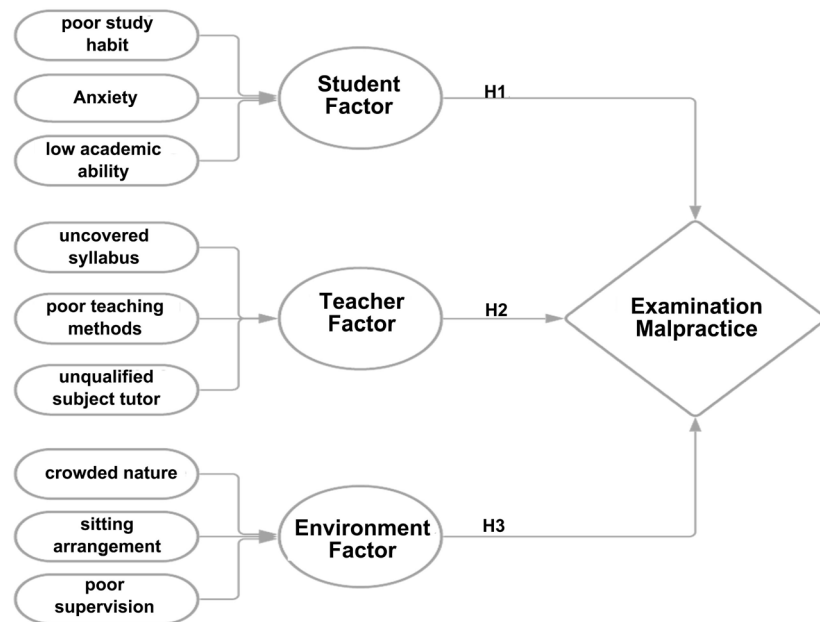 poor study
habit
Anxiety
low academic
ability
Student
Factor
H1
uncovered
syllabus
poor teaching
methods
unqualified
subject tutor
Teacher
Factor
H2
Examination
Malpractice
crowded nature
sitting
arrangement
poor
supervision
Environment
Factor
H3